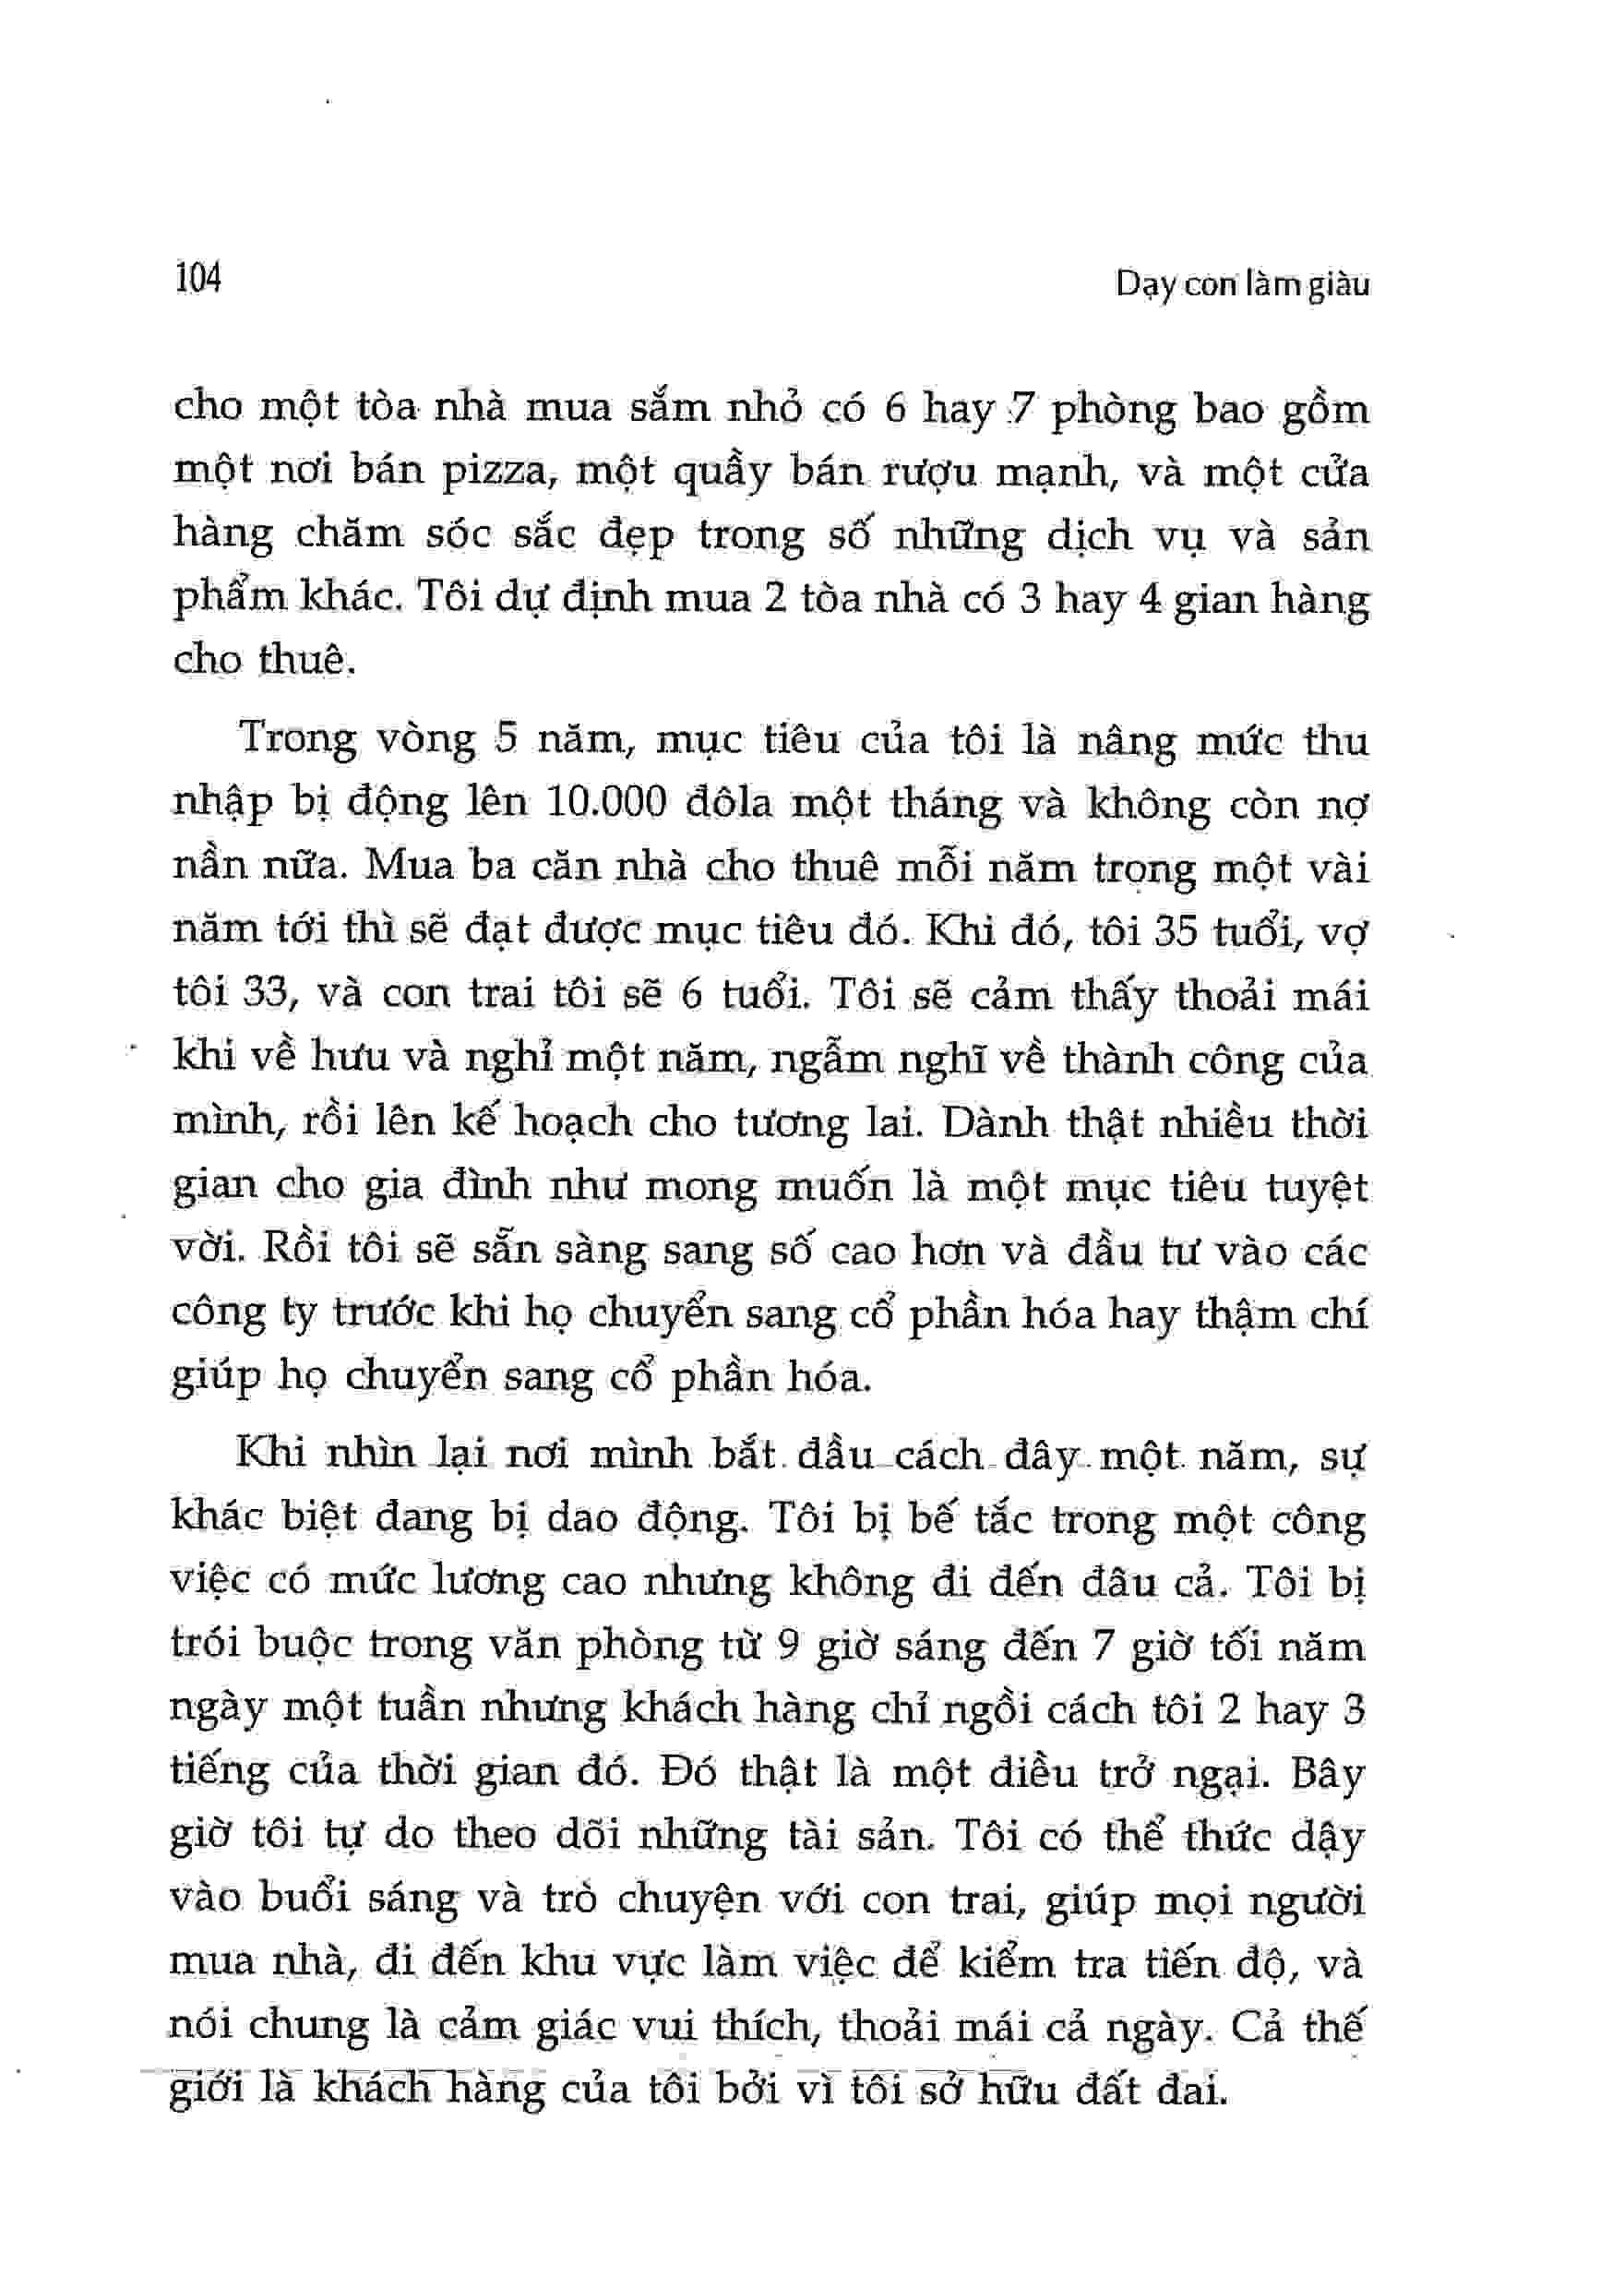 104
Dạy con làm giàu
cho một tòa nhà mua sắm nhỏ có 6 hay 7 phòng bao gồm
một nơi bán pizza, một quầy bán rượu mạnh, và một cửa
hàng chăm sóc sắc đẹp trong số những dịch vụ và sản
phẩm khác. Tôi dự định mua 2 tòa nhà có 3 hay 4 gian hàng
cho thuê.
Trong vòng 5 năm, mục tiêu của tôi là nâng mức thu
nhập bị động lên 10.000 đôla một tháng và không còn nợ
nần nữa. Mua ba căn nhà cho thuê mỗi năm trong một vài
năm tới thì sẽ đạt được mục tiêu đó. Khi đó, tôi 35 tuổi, vợ
tôi 33, và con trai tôi sẽ 6 tuổi. Tôi sẽ cảm thấy thoải mái
khi về hưu và nghỉ một năm, ngẫm nghĩ về thành công của
mình, rồi lên kế hoạch cho tương lai. Dành thật nhiều thời
gian cho gia đình như mong muốn là một mục tiêu tuyệt
vời. Rồi tôi sẽ sẵn sàng sang số cao hơn và đầu tư vào các
công ty trước khi họ chuyển sang cổ phần hóa hay thậm chí
giúp họ chuyển sang cổ phần hóa.
Khi nhìn lại nơi mình bắt đầu cách đây một năm, sự
khác biệt đang bị dao động. Tôi bị bế tắc trong một công
việc có mức lương cao nhưng không đi đến đâu cả. Tôi bị
trói buộc trong văn phòng từ 9 giờ sáng đến 7 giờ tối năm
ngày một tuần nhưng khách hàng chỉ ngồi cách tôi 2 hay 3
tiếng của thời gian đó. Đó thật là một điều trở ngại. Bây
giờ tôi tự do theo dõi những tài sản. Tôi có thể thức dậy
vào buổi sáng và trò chuyện với con trai, giúp mọi người
mua nhà, đi đến khu vực làm việc để kiểm tra tiến độ, và
nói chung là cảm giác vui thích, thoải mái cả ngày. Cả thế
giới là khách hàng của tôi bởi vì tôi sở hữu đất đai.